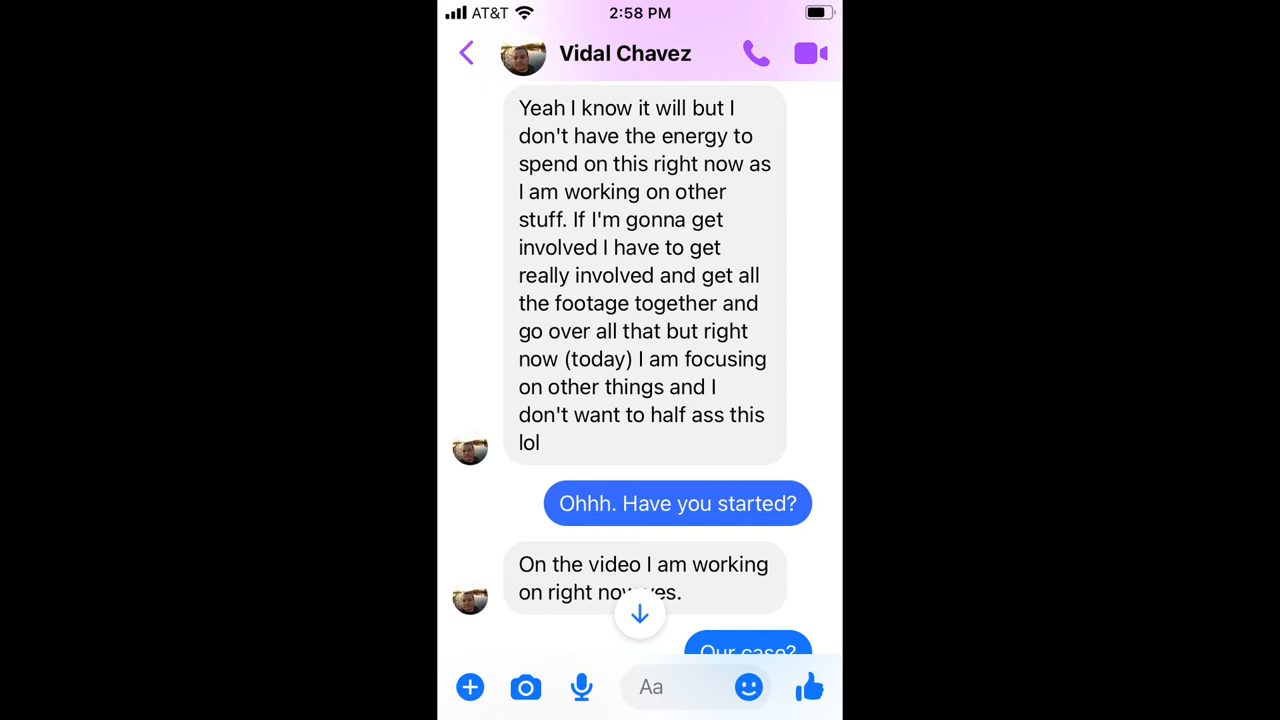 AT&T 2:58 PM
Vidal Chavez
Yeah I know it will but I
don't have the energy to
spend on this right now as
I am working on other
stuff. If I'm gonna get
involved I have to get
really involved and get all
the footage together and
go over all that but right
now (today) I am focusing
on other things and I
don't want to half ass this
lol
Ohhh. Have you started?
On the video I am working
on right now yes.
Our case?
Aa